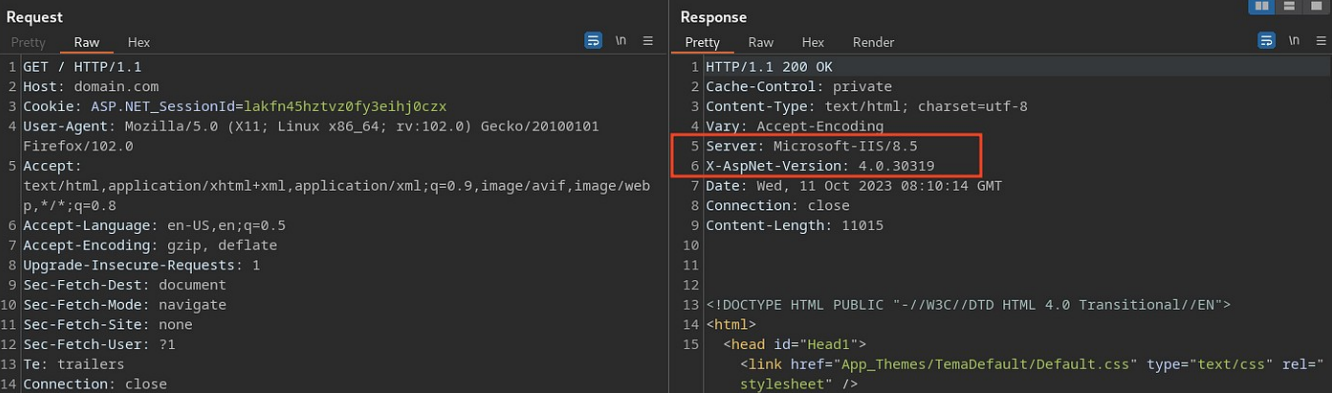 Request
Pretty Raw Hex
\n
1 GET / HTTP/1.1
2 Host: domain.com
3 Cookie: ASP.NET_SessionId=lakfn45hztvz0fy3eihj0czx
4 User-Agent: Mozilla/5.0 (X11; Linux x86_64; rv:102.0) Gecko/20100101
Firefox/102.0
5 Accept:
text/html,application/xhtml+xml,application/xml;q=0.9,image/avif,image/web
p,*/*;q=0.8
6 Accept-Language: en-US,en;q=0.5
7 Accept-Encoding: gzip, deflate
8 Upgrade-Insecure-Requests: 1
9 Sec-Fetch-Dest: document
10 Sec-Fetch-Mode: navigate
11 Sec-Fetch-Site: none
12 Sec-Fetch-User: ?1
13 Te: trailers
14 Connection: close
Response
Pretty Raw Hex Render
\n
1 HTTP/1.1 200 OK
2 Cache-Control: private
3 Content-Type: text/html; charset=utf-8
4 Vary: Accept-Encoding
5 Server: Microsoft-IIS/8.5
6 X-AspNet-Version: 4.0.30319
7 Date: Wed, 11 Oct 2023 08:10:14 GMT
8 Connection: close
9 Content-Length: 11015
10
11
12
13 <!DOCTYPE HTML PUBLIC "-//W3C//DTD HTML 4.0 Transitional//EN">
14 <html>
15 <head id="Head1">
<link href="App_Themes/TemaDefault/Default.css" type="text/css" rel="
stylesheet" />